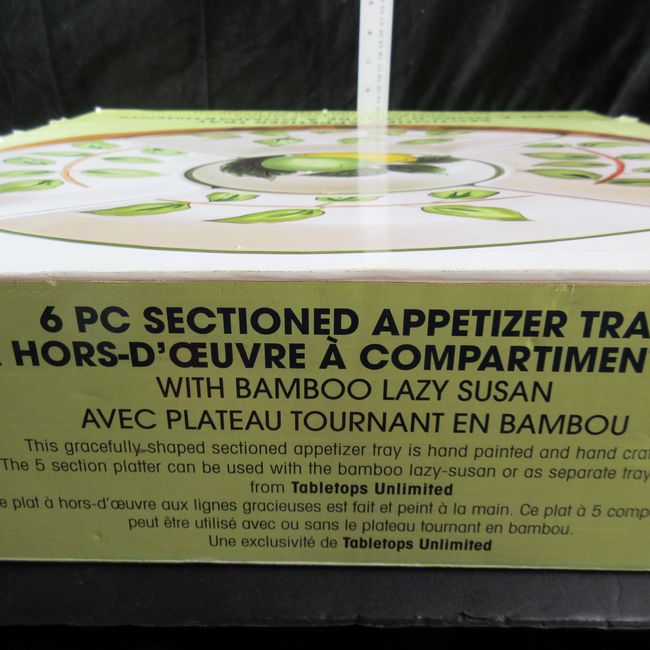 6 PC SECTIONED APPETIZER TRA
HORS-D'ŒUVRE À COMPARTIMEN
WITH BAMBOO LAZY SUSAN
AVEC PLATEAU TOURNANT EN BAMBOU
This gracefully shaped sectioned appetizer tray is hand painted and hand cra
The 5 section platter can be used with the bamboo lazy-susan or as separate tray
from Tabletops Unlimited
e plat à hors-d'œuvre aux lignes gracieuses est fait et peint à la main. Ce plat à 5 comp
peut être utilisé avec ou sans le plateau tournant en bambou.
Une exclusivité de Tabletops Unlimited